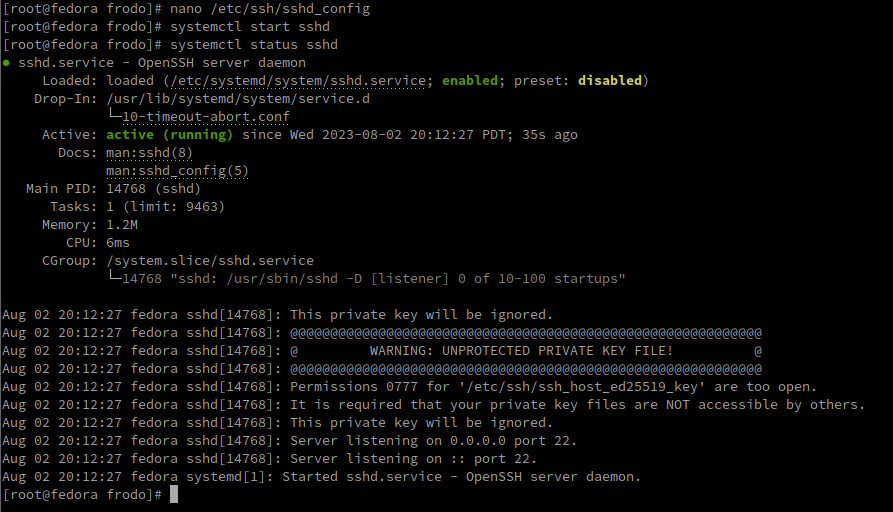 [root@fedora frodo]# nano /etc/ssh/sshd_config
[root@fedora frodo]# systemctl start sshd
[root@fedora frodo]# systemctl status sshd
● sshd.service - OpenSSH server daemon
     Loaded: loaded (/etc/systemd/system/sshd.service; enabled; preset: disabled)
    Drop-In: /usr/lib/systemd/system/service.d
             └─10-timeout-abort.conf
     Active: active (running) since Wed 2023-08-02 20:12:27 PDT; 35s ago
       Docs: man:sshd(8)
             man:sshd_config(5)
   Main PID: 14768 (sshd)
      Tasks: 1 (limit: 9463)
     Memory: 1.2M
        CPU: 6ms
     CGroup: /system.slice/sshd.service
             └─14768 "sshd: /usr/sbin/sshd -D [listener] 0 of 10-100 startups"

Aug 02 20:12:27 fedora sshd[14768]: This private key will be ignored.
Aug 02 20:12:27 fedora sshd[14768]: @@@@@@@@@@@@@@@@@@@@@@@@@@@@@@@@@@@@@@@@@@@@@@@@@@@@@@@@@@@
Aug 02 20:12:27 fedora sshd[14768]: @         WARNING: UNPROTECTED PRIVATE KEY FILE!          @
Aug 02 20:12:27 fedora sshd[14768]: @@@@@@@@@@@@@@@@@@@@@@@@@@@@@@@@@@@@@@@@@@@@@@@@@@@@@@@@@@@
Aug 02 20:12:27 fedora sshd[14768]: Permissions 0777 for '/etc/ssh/ssh_host_ed25519_key' are too open.
Aug 02 20:12:27 fedora sshd[14768]: It is required that your private key files are NOT accessible by others.
Aug 02 20:12:27 fedora sshd[14768]: This private key will be ignored.
Aug 02 20:12:27 fedora sshd[14768]: Server listening on 0.0.0.0 port 22.
Aug 02 20:12:27 fedora sshd[14768]: Server listening on :: port 22.
Aug 02 20:12:27 fedora systemd[1]: Started sshd.service - OpenSSH server daemon.
[root@fedora frodo]#